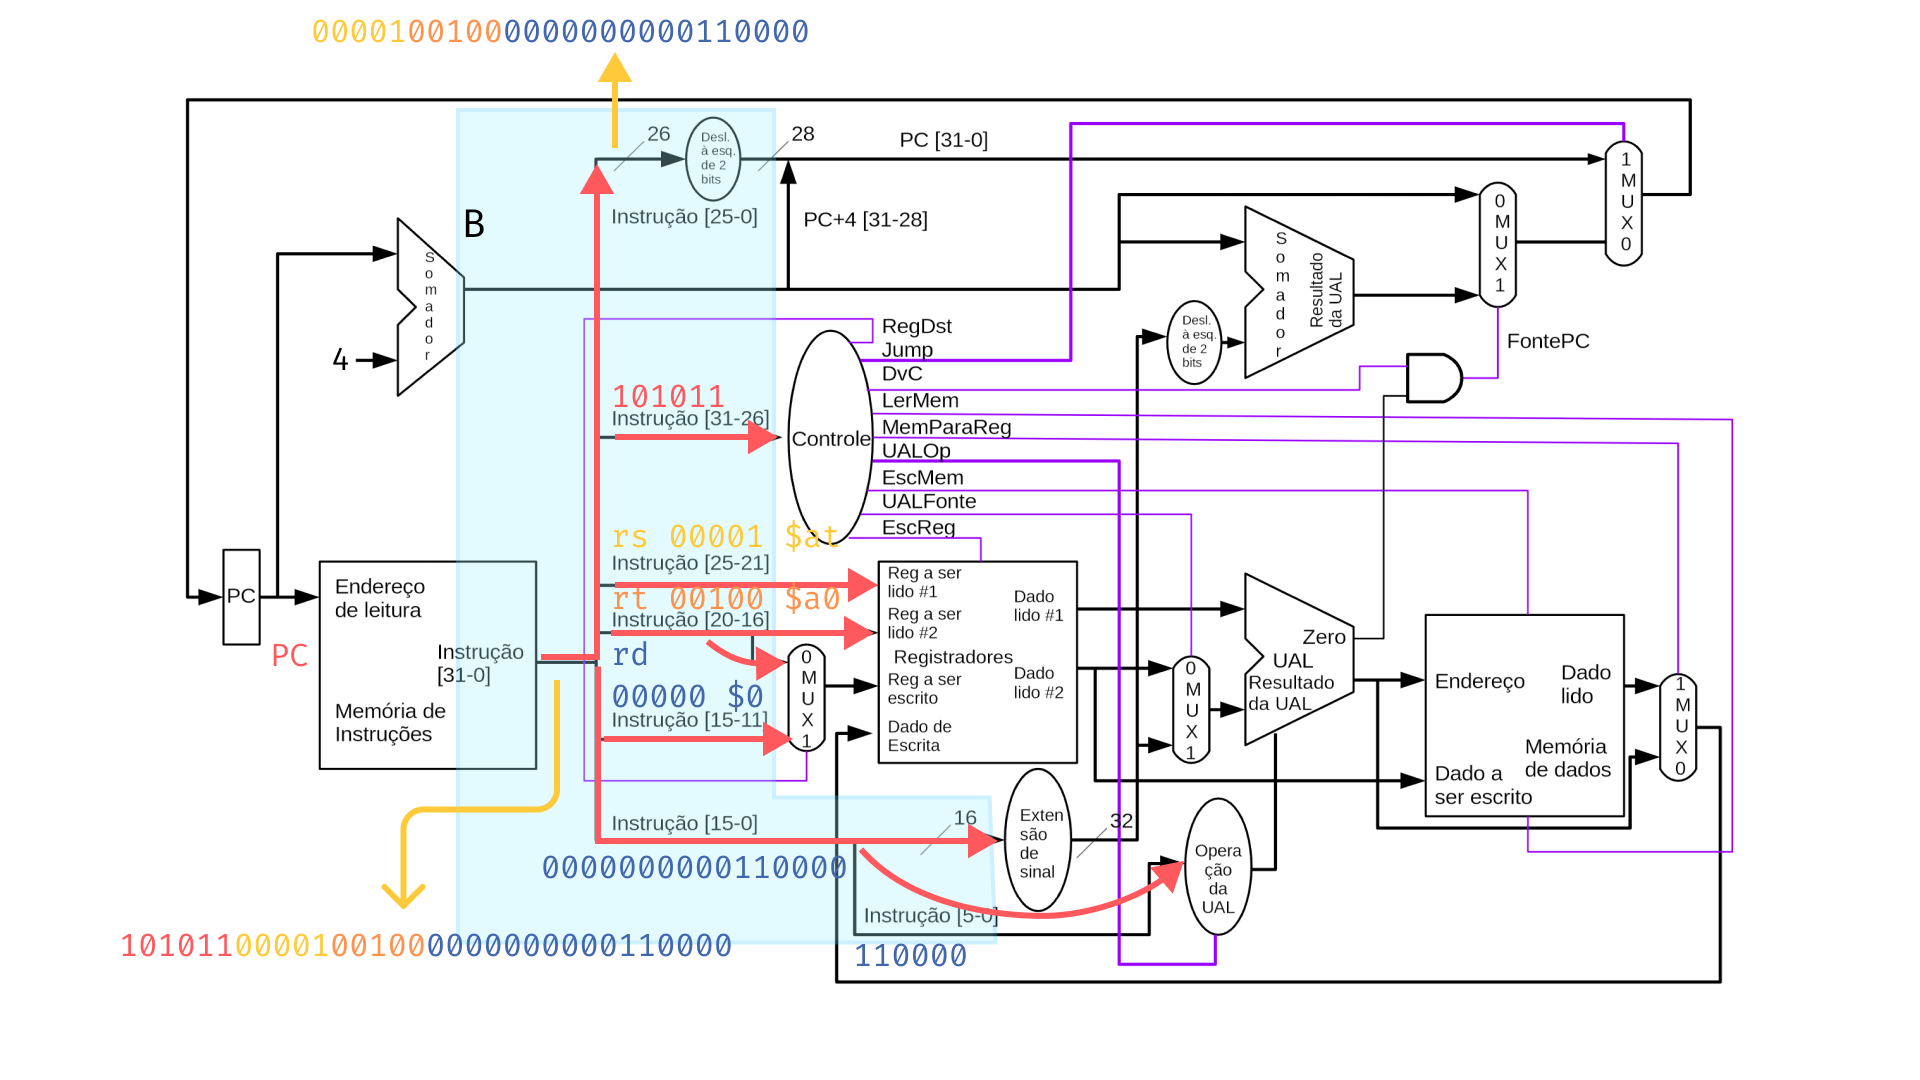 00001001000000000000110000
26
Desl.
à esq.
de 2
bits
28
PC [31-0]
1
M
U
X
0
Instrução [25-0]
PC+4 [31-28]
B
S
o
m
a
d
o
r
4
S
o
m
a
d
o
r
Resultado
da UAL
0
M
U
X
1
Desl.
à esq.
de 2
bits
FontePC
RegDst
Jump
DvC
LerMem
MemParaReg
UALOp
EscMem
UALFonte
EscReg
Controle
101011
Instrução [31-26]
rs 00001 $at
Instrução [25-21]
rt 00100 $a0
Instrução [20-16]
rd
00000 $0
Instrução [15-11]
PC
PC
Endereço
de leitura
Instrução
[31-0]
Memória de
Instruções
0
M
U
X
1
Reg a ser
lido #1
Reg a ser
lido #2
Registradores
Reg a ser
escrito
Dado de
Escrita
Dado
lido #1
Dado
lido #2
0
M
U
X
1
Zero
UAL
Resultado
da UAL
Endereço
Dado
lido
Memória
de dados
Dado a
ser escrito
1
M
U
X
0
Instrução [15-0]
16
Exten
são
de
sinal
32
0000000000110000
Opera
ção
da
UAL
Instrução [5-0]
110000
10101100001001000000000000110000